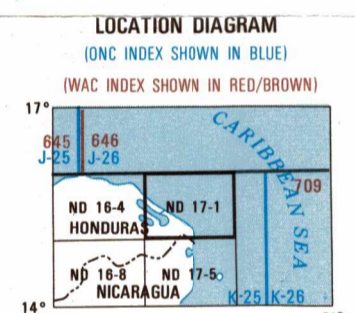 LOCATION DIAGRAM
(ONC INDEX SHOWN IN BLUE)
(WAC INDEX SHOWN IN RED/BROWN)
17°
CARIBBEAN SEA
645 646
J-25 J-26
709
ND 16-4 ND 17-1
HONDURAS
ND 16-8 ND 17-5
NICARAGUA
K-25 K-26
14°